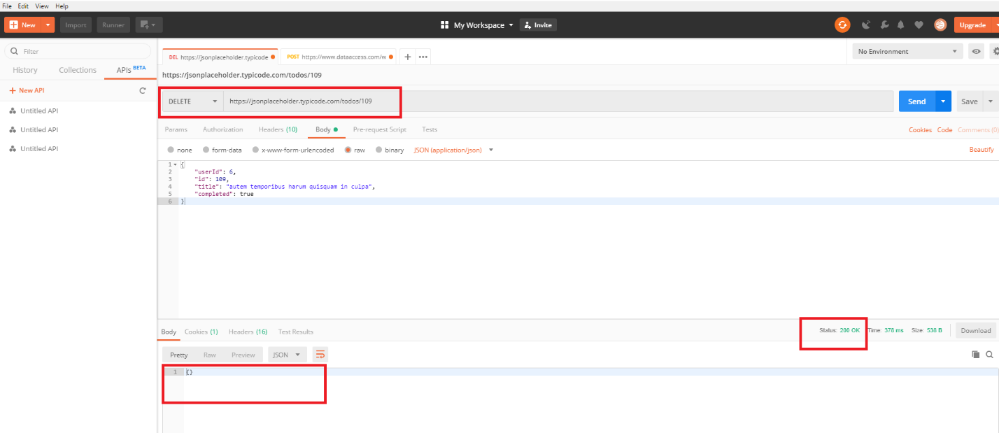 File Edit View Help
New Import Runner My Workspace Invite Upgrade
Filter
History Collections APIs BETA
New API
Untitled API
Untitled API
Untitled API
DEL https://jsonplaceholder.typicode POST https://www.dataaccess.com/w
No Environment
https://jsonplaceholder.typicode.com/todos/109
DELETE https://jsonplaceholder.typicode.com/todos/109 Send Save
Params Authorization Headers (10) Body Pre-request Script Tests Cookies Code Comments (0)
none form-data x-www-form-urlencoded raw binary JSON (application/json) Beautify
1 {
2 "userId": 6,
3 "id": 109,
4 "title": "autem temporibus harum quisquam in culpa",
5 "completed": true
6 }
Body Cookies (1) Headers (16) Test Results Status: 200 OK Time: 378 ms Size: 538 B Download
Pretty Raw Preview JSON
1 {}